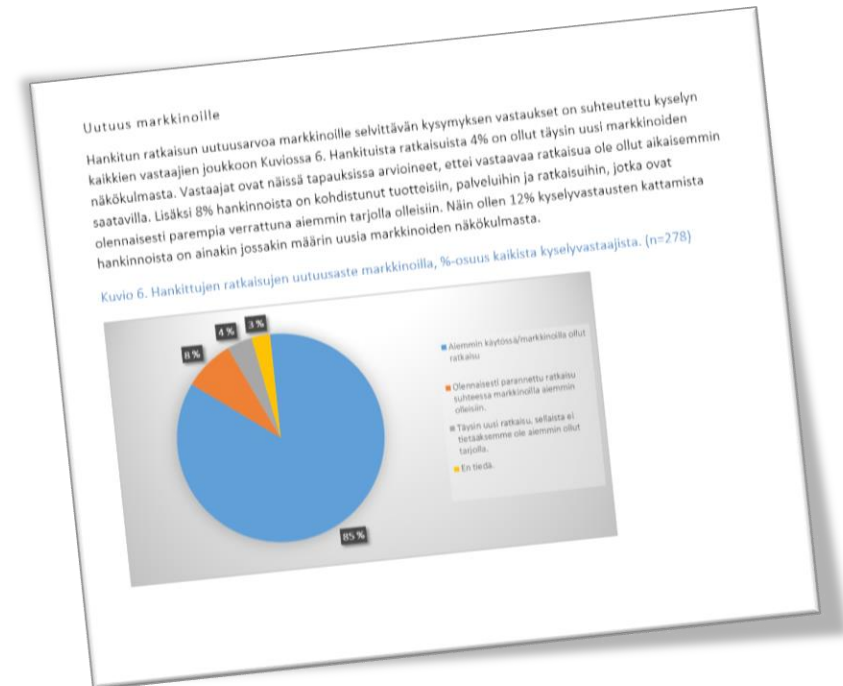 Uutuus markkinoille
Hankitun ratkaisun uutuusarvoa markkinoille selvittävän kysymyksen vastaukset on suhteutettu kyselyn
kaikkien vastaajien joukkoon Kuviossa 6. Hankituista ratkaisuista 4% on ollut täysin uusi markkinoiden
näkökulmasta. Vastaajat ovat näissä tapauksissa arvioineet, ettei vastaavaa ratkaisua ole ollut aikaisemmin
saatavilla. Lisäksi 8% hankinnoista on kohdistunut tuotteisiin, palveluihin ja ratkaisuihin, jotka ovat
olennaisesti parempia verrattuna aiemmin tarjolla olleisiin. Näin ollen 12% kyselyvastausten kattamista
hankinnoista on ainakin jossakin määrin uusia markkinoiden näkökulmasta.
Kuvio 6. Hankittujen ratkaisujen uutuusaste markkinoilla, %-osuus kaikista kyselyvastaajista. (n=278)
8 %
4 %
3 %
85 %
Aiemmin käytössä/markkinoilla ollut
ratkaisu
Olennaisesti parannettu ratkaisu
suhteessa markkinoilla aiemmin
olleisiin.
Täysin uusi ratkaisu, sellaista ei
tietääksemme ole aiemmin ollut
tarjolla.
En tiedä.